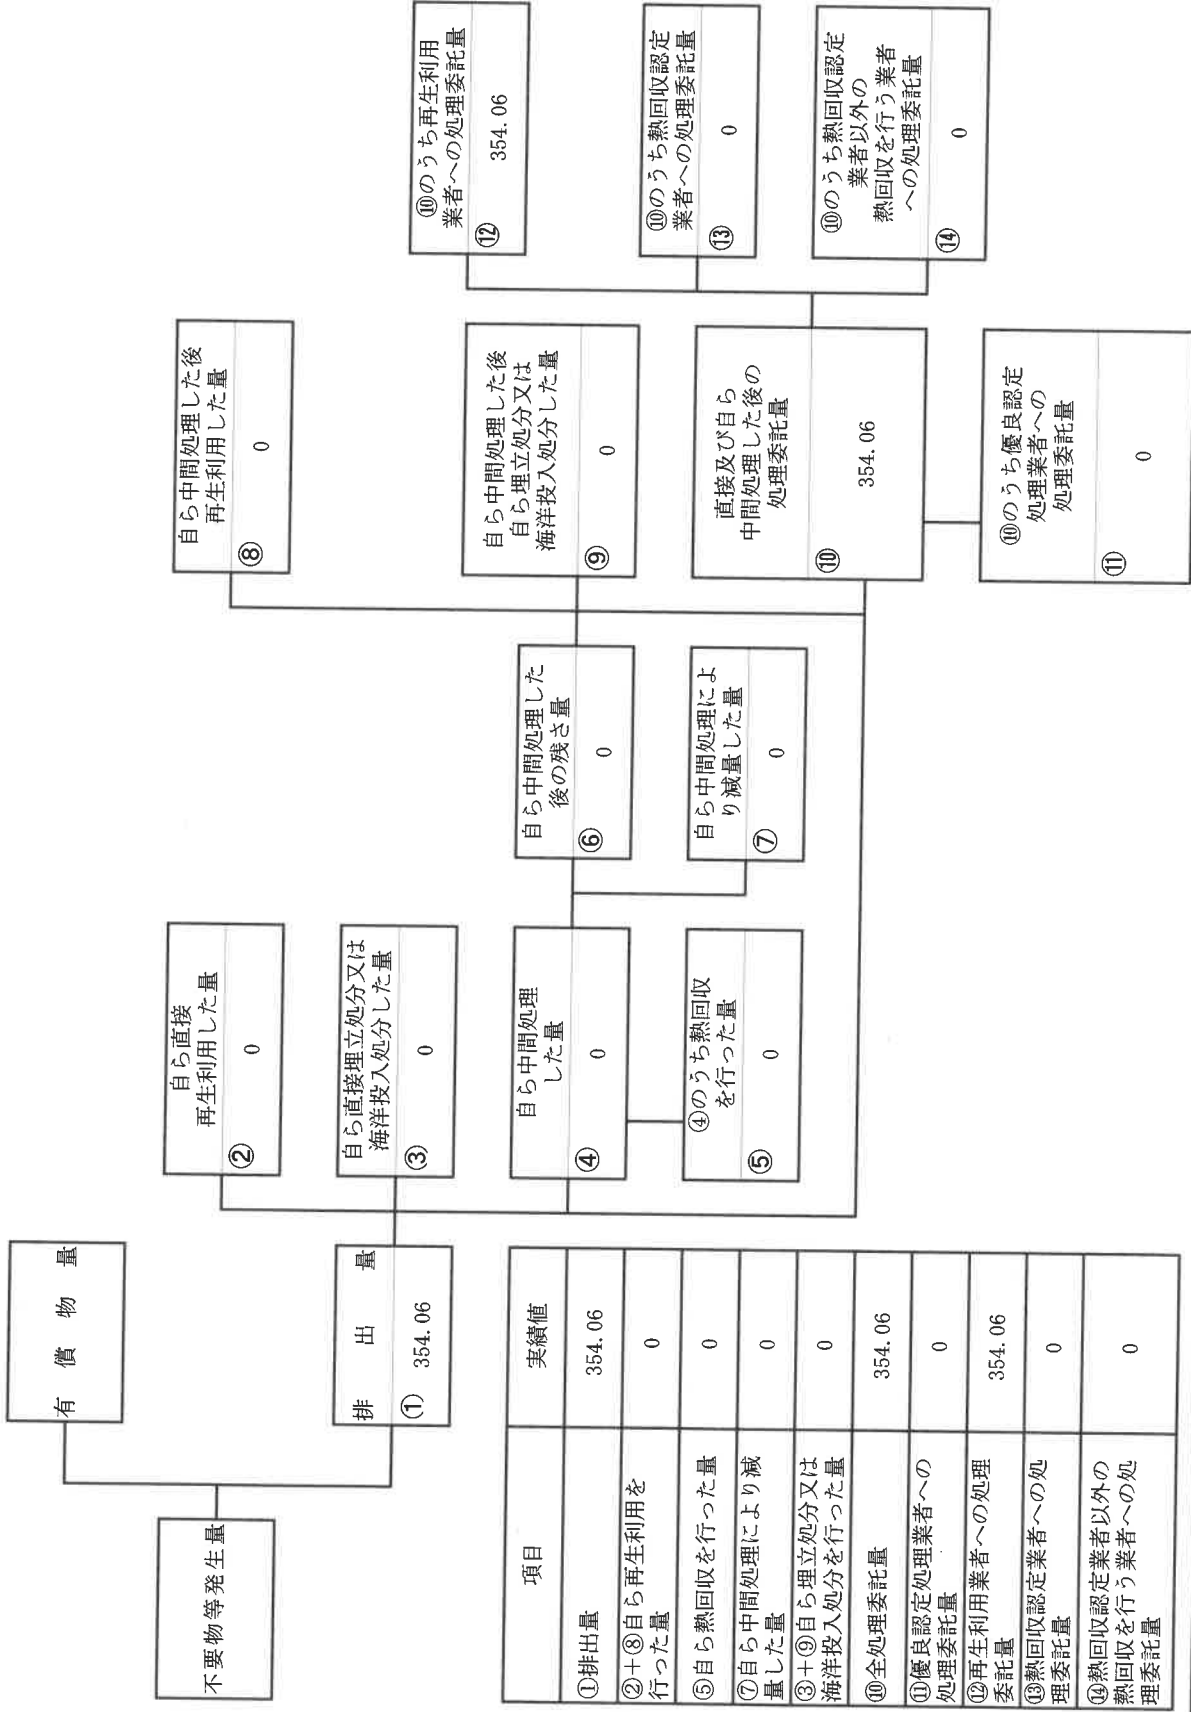 不要物等発生量
有償物量
排出量
① 354.06
自ら直接
再生利用した量
② 0
自ら直接埋立処分又は
海洋投入処分した量
③ 0
自ら中間処理
した量
④ 0
④のうち熱回収
を行った量
⑤ 0
自ら中間処理した
後の残さ量
⑥ 0
自ら中間処理によ
り減量した量
⑦ 0
自ら中間処理した後
再生利用した量
⑧ 0
自ら中間処理した後
自ら埋立処分又は
海洋投入処分した量
⑨ 0
直接及び自ら
中間処理した後の
処理委託量
⑩ 354.06
⑩のうち優良認定
処理業者への
処理委託量
⑪ 0
⑩のうち再生利用
業者への処理委託量
⑫ 354.06
⑩のうち熱回収認定
業者への処理委託量
⑬ 0
⑩のうち熱回収認定
業者以外の
熱回収を行う業者
への処理委託量
⑭ 0
項目 実績値
①排出量 354.06
②+⑧自ら再生利用を
行った量 0
⑤自ら熱回収を行った量 0
⑦自ら中間処理により減
量した量 0
③+⑨自ら埋立処分又は
海洋投入処分を行った量 0
⑩全処理委託量 354.06
⑪優良認定処理業者への
処理委託量 0
⑫再生利用業者への処理
委託量 354.06
⑬熱回収認定業者への処
理委託量 0
⑭熱回収認定業者以外の
熱回収を行う業者への処
理委託量 0